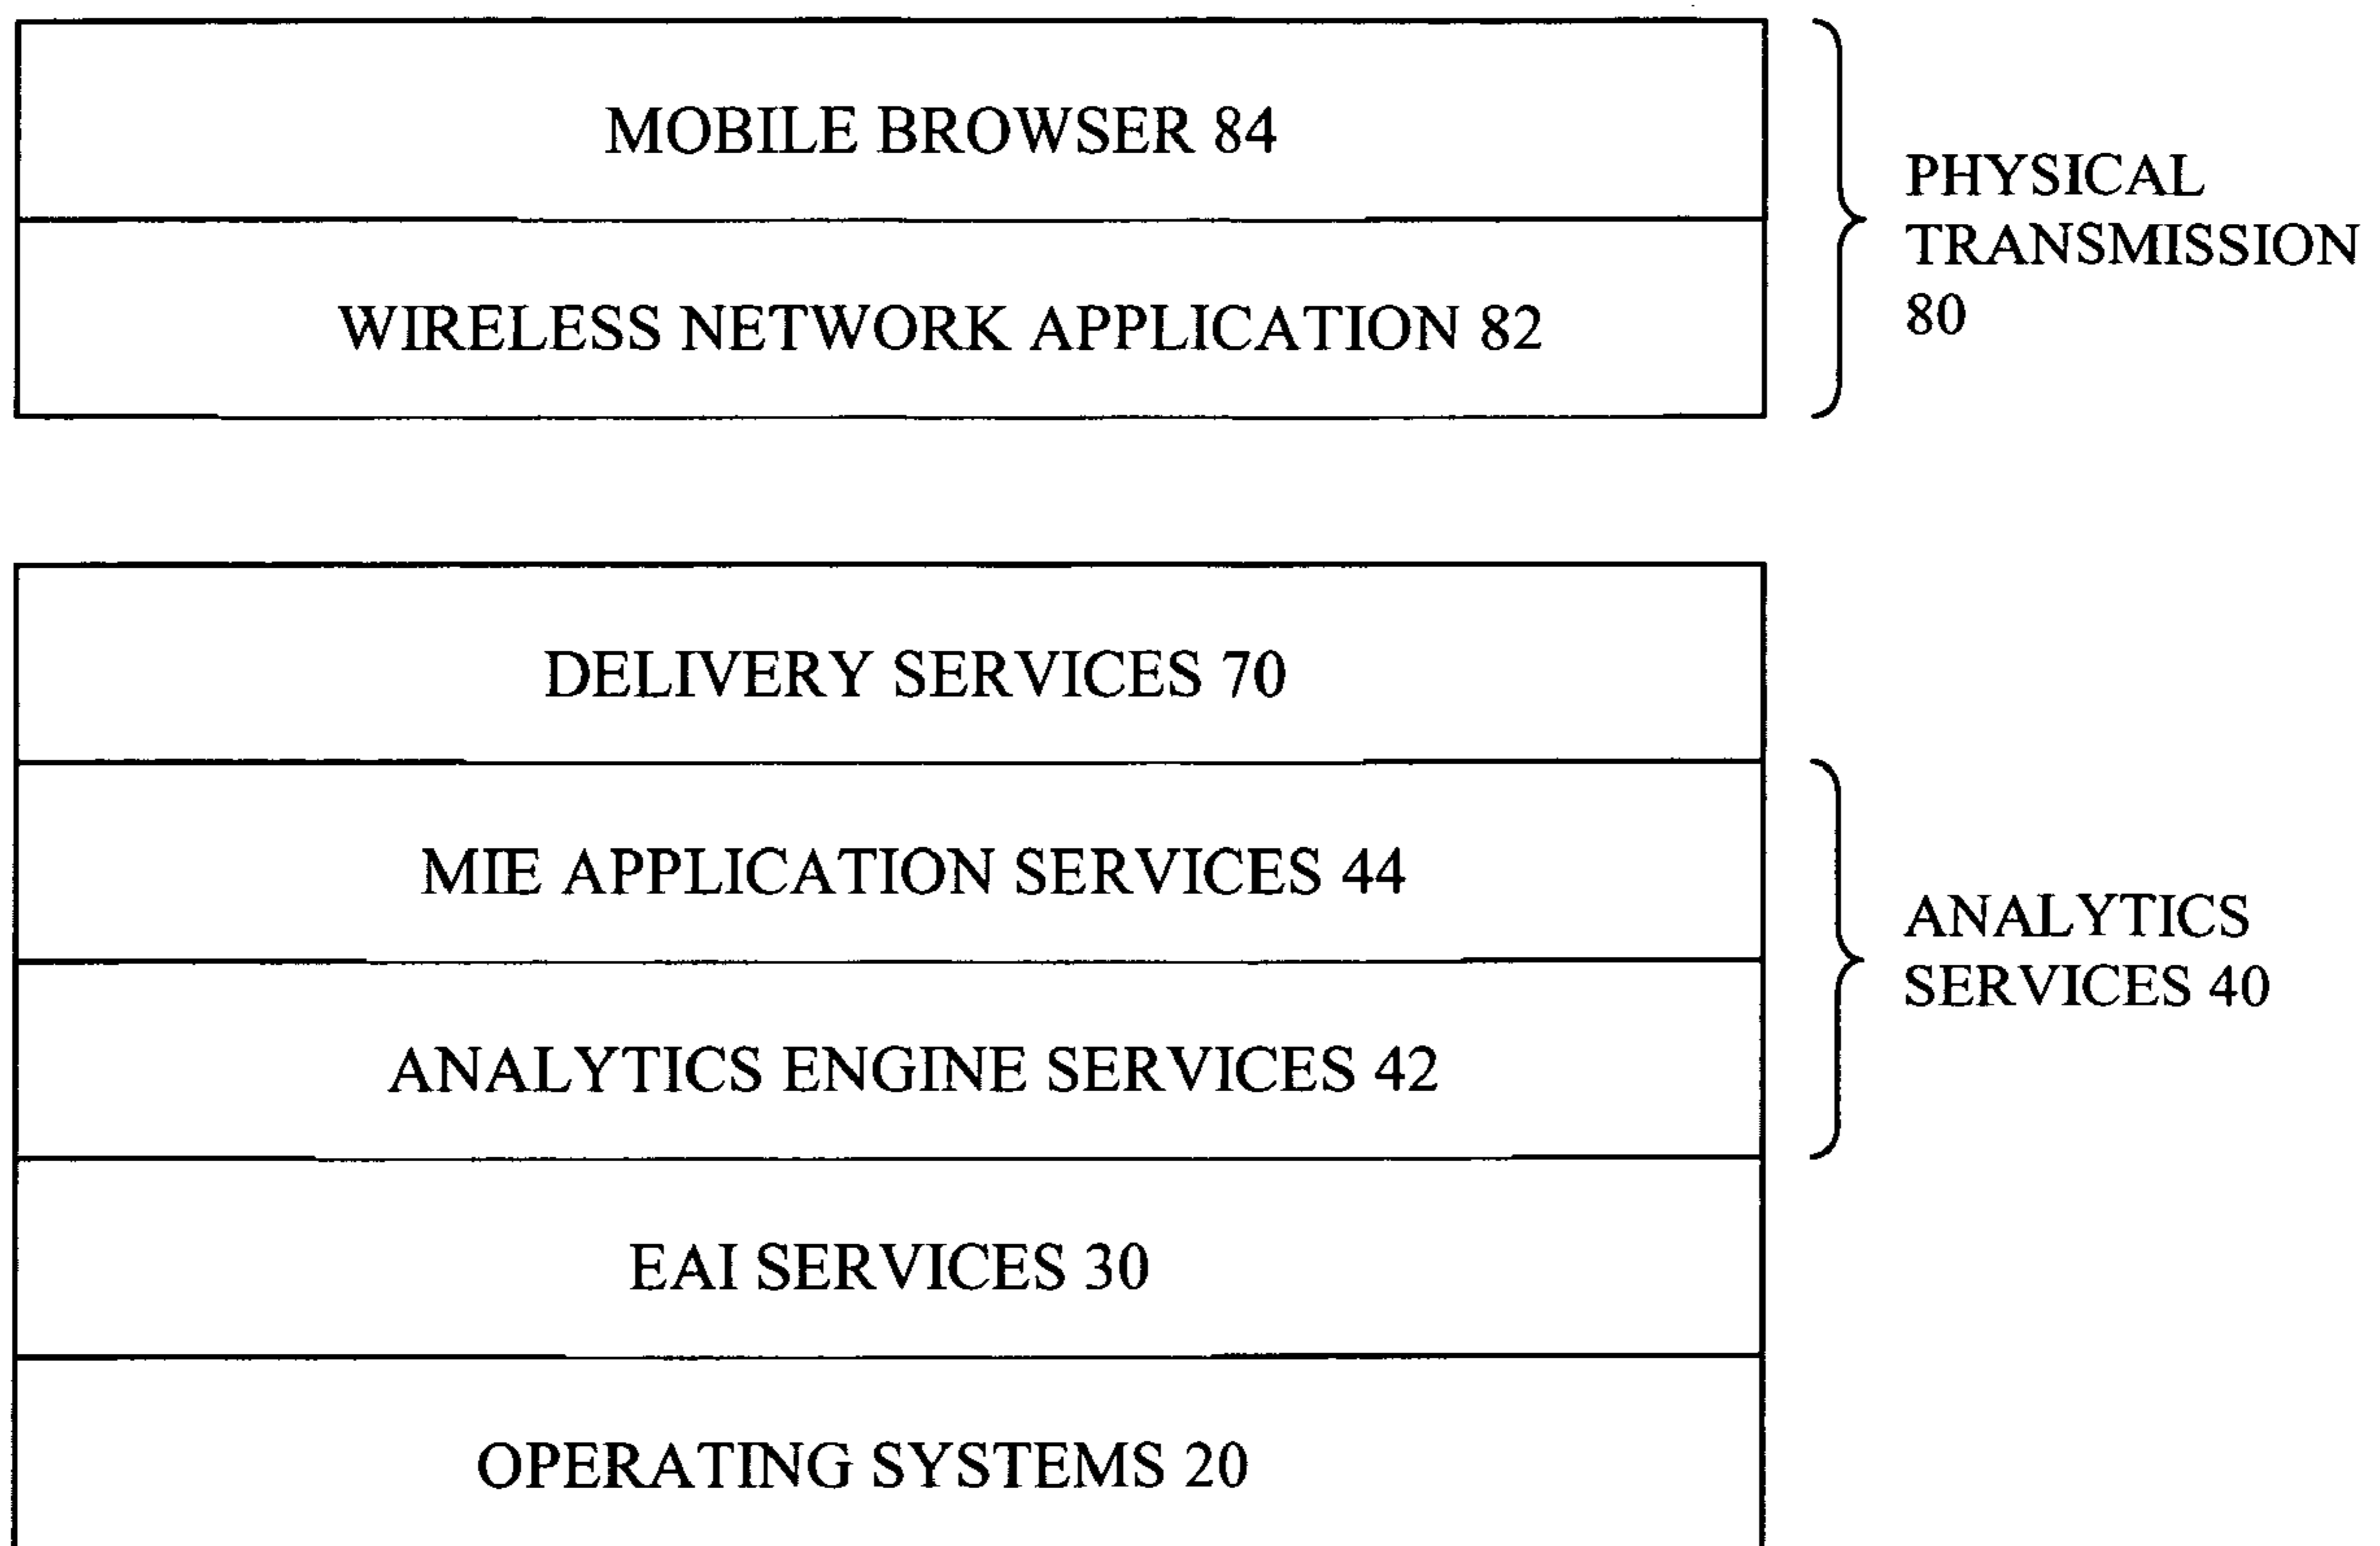 MOBILE BROWSER 84
WIRELESS NETWORK APPLICATION 82
PHYSICAL
TRANSMISSION
80
DELIVERY SERVICES 70
MIE APPLICATION SERVICES 44
ANALYTICS ENGINE SERVICES 42
ANALYTICS
SERVICES 40
EAI SERVICES 30
OPERATING SYSTEMS 20